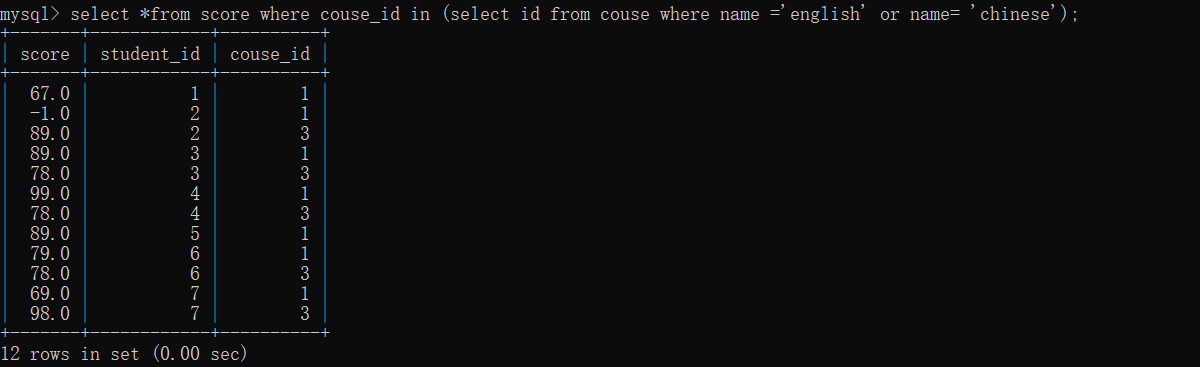 mysql> select *from score where couse_id in (select id from couse where name ='english' or name= 'chinese');
+-------+------------+----------+
| score | student_id | couse_id |
+-------+------------+----------+
|  67.0 |          1 |        1 |
|  -1.0 |          2 |        1 |
|  89.0 |          2 |        3 |
|  89.0 |          3 |        1 |
|  78.0 |          3 |        3 |
|  99.0 |          4 |        1 |
|  78.0 |          4 |        3 |
|  89.0 |          5 |        1 |
|  79.0 |          6 |        1 |
|  78.0 |          6 |        3 |
|  69.0 |          7 |        1 |
|  98.0 |          7 |        3 |
+-------+------------+----------+
12 rows in set (0.00 sec)